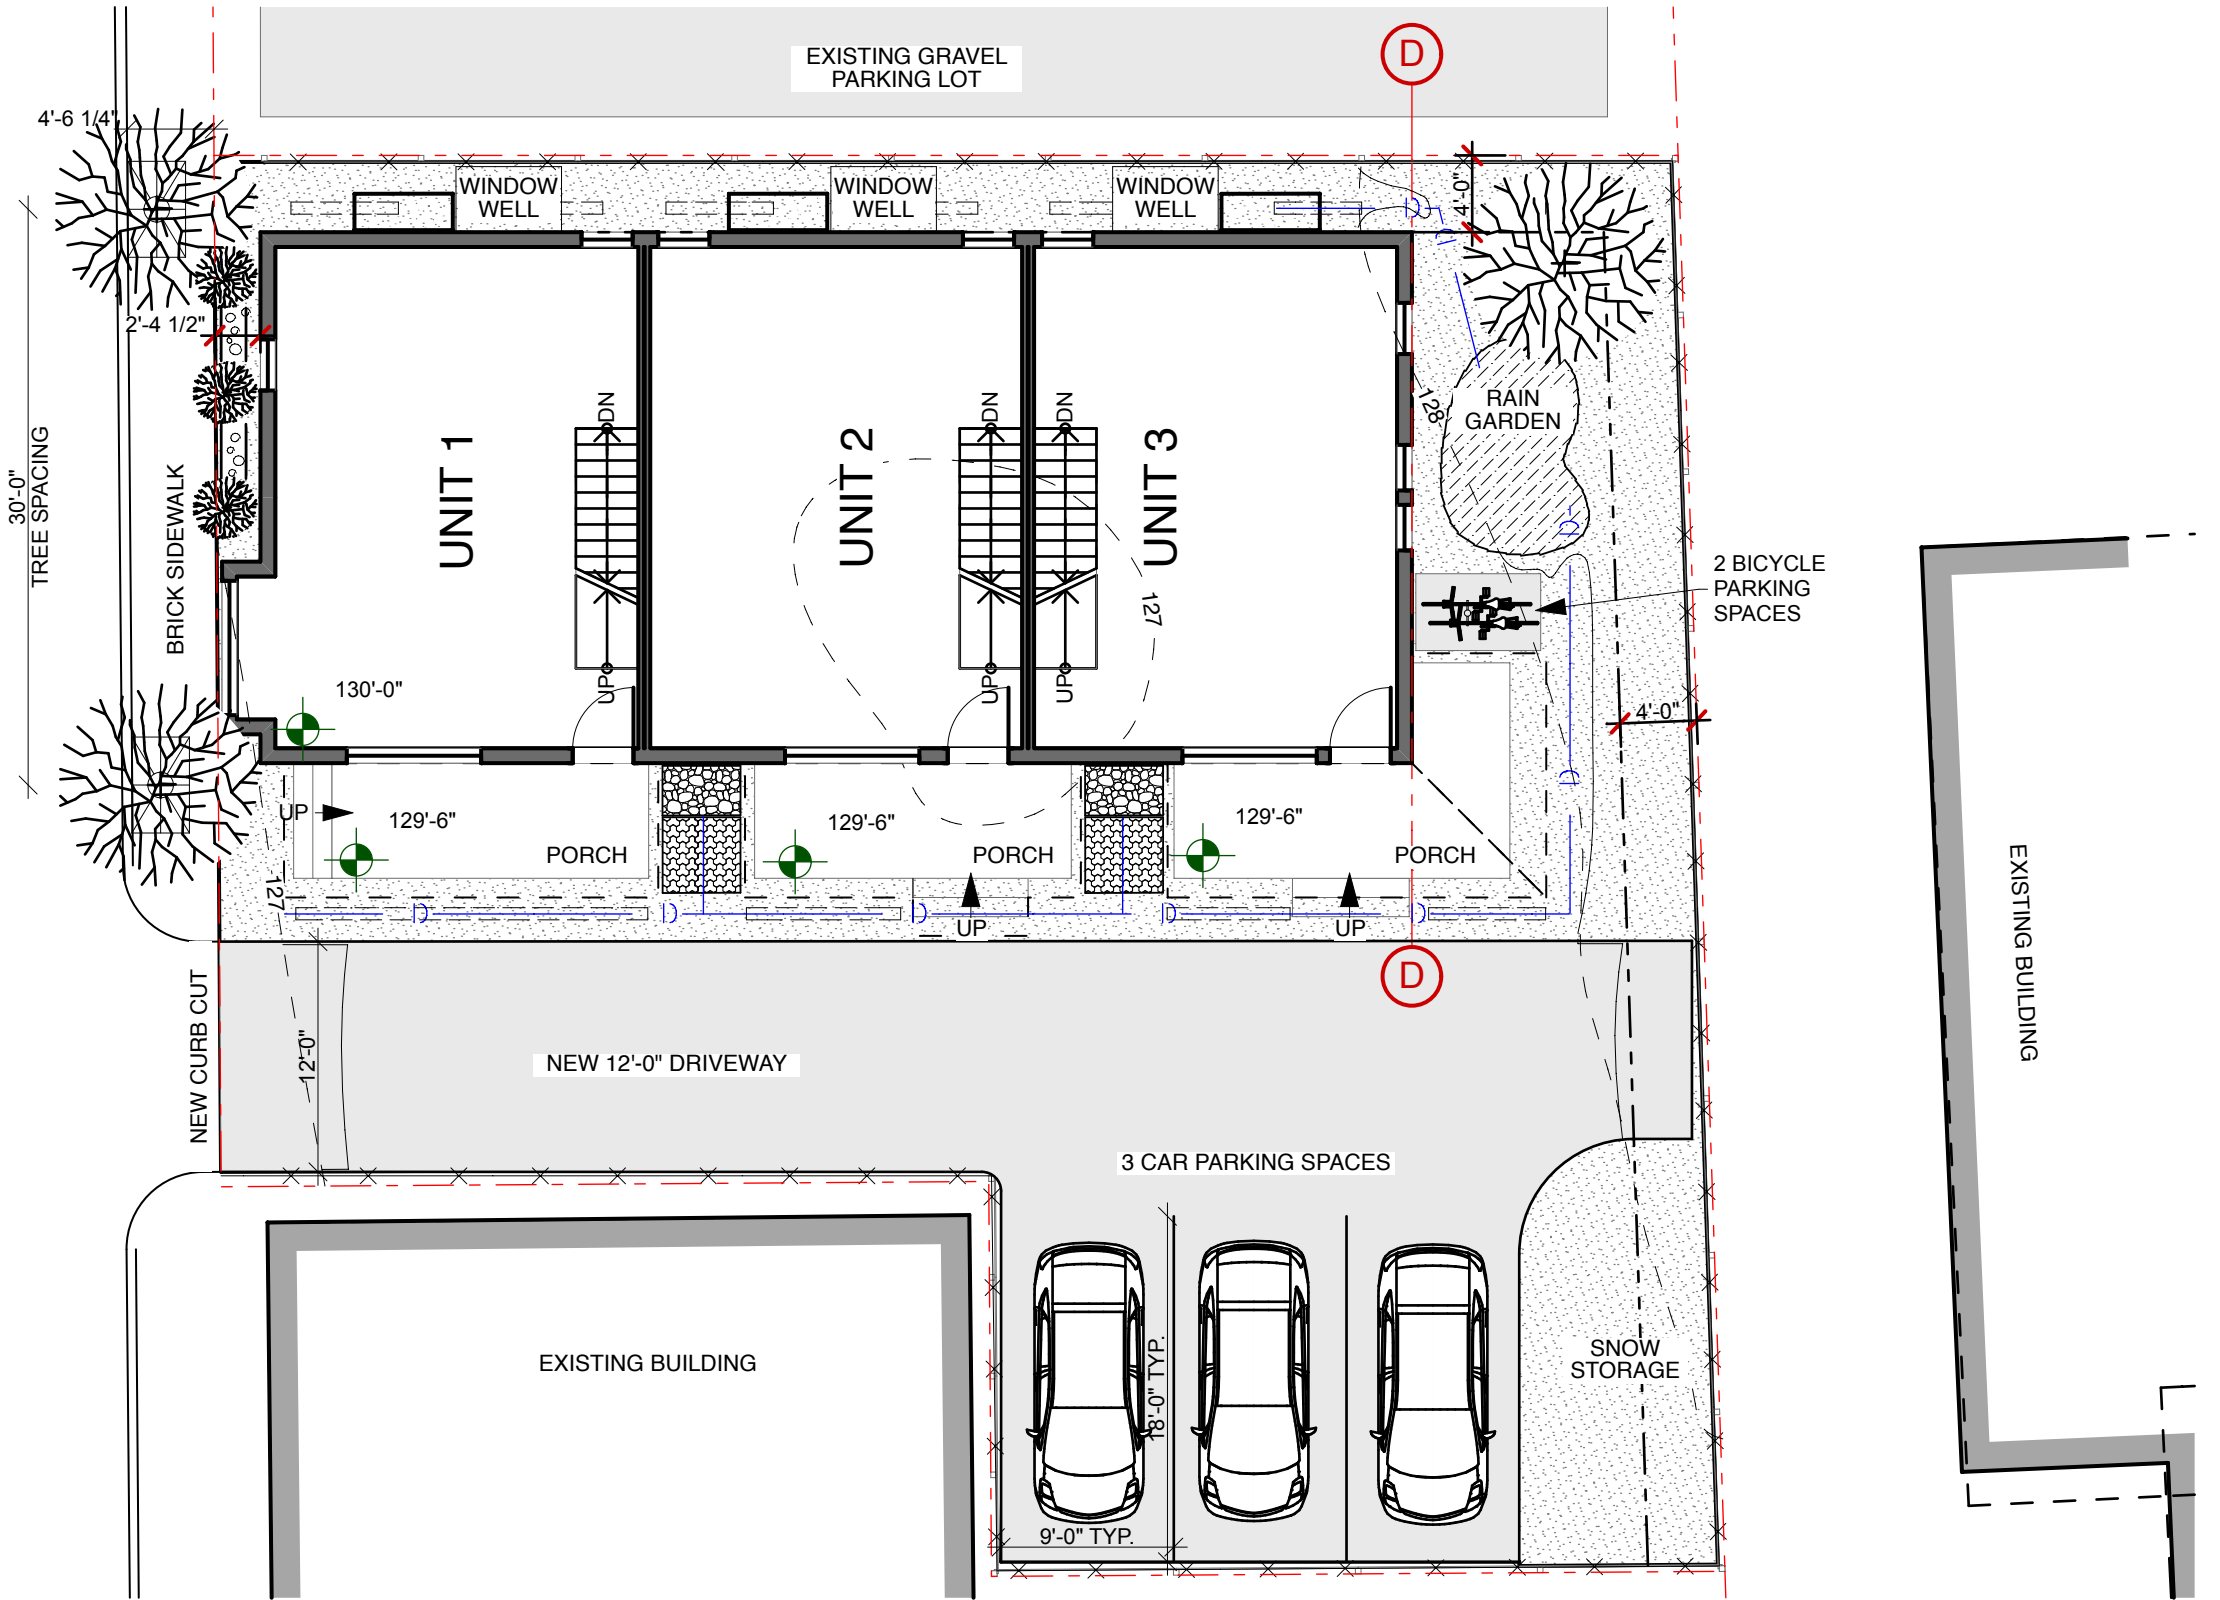 EXISTING GRAVEL
PARKING LOT
D
4'-6 1/4"
WINDOW
WELL
WINDOW
WELL
WINDOW
WELL
4'-0"
D
D
2'-4 1/2"
30'-0"
TREE SPACING
BRICK SIDEWALK
UNIT 1
DN
UP
UNIT 2
DN
UP
DN
UP
UNIT 3
127
128
RAIN
GARDEN
D
2 BICYCLE
PARKING
SPACES
130'-0"
4'-0"
D
UP
129'-6"
PORCH
129'-6"
PORCH
129'-6"
PORCH
127
D
D
D
D
D
UP
UP
EXISTING BUILDING
NEW CURB CUT
12'-0"
NEW 12'-0" DRIVEWAY
D
3 CAR PARKING SPACES
EXISTING BUILDING
18'-0" TYP.
9'-0" TYP.
SNOW
STORAGE